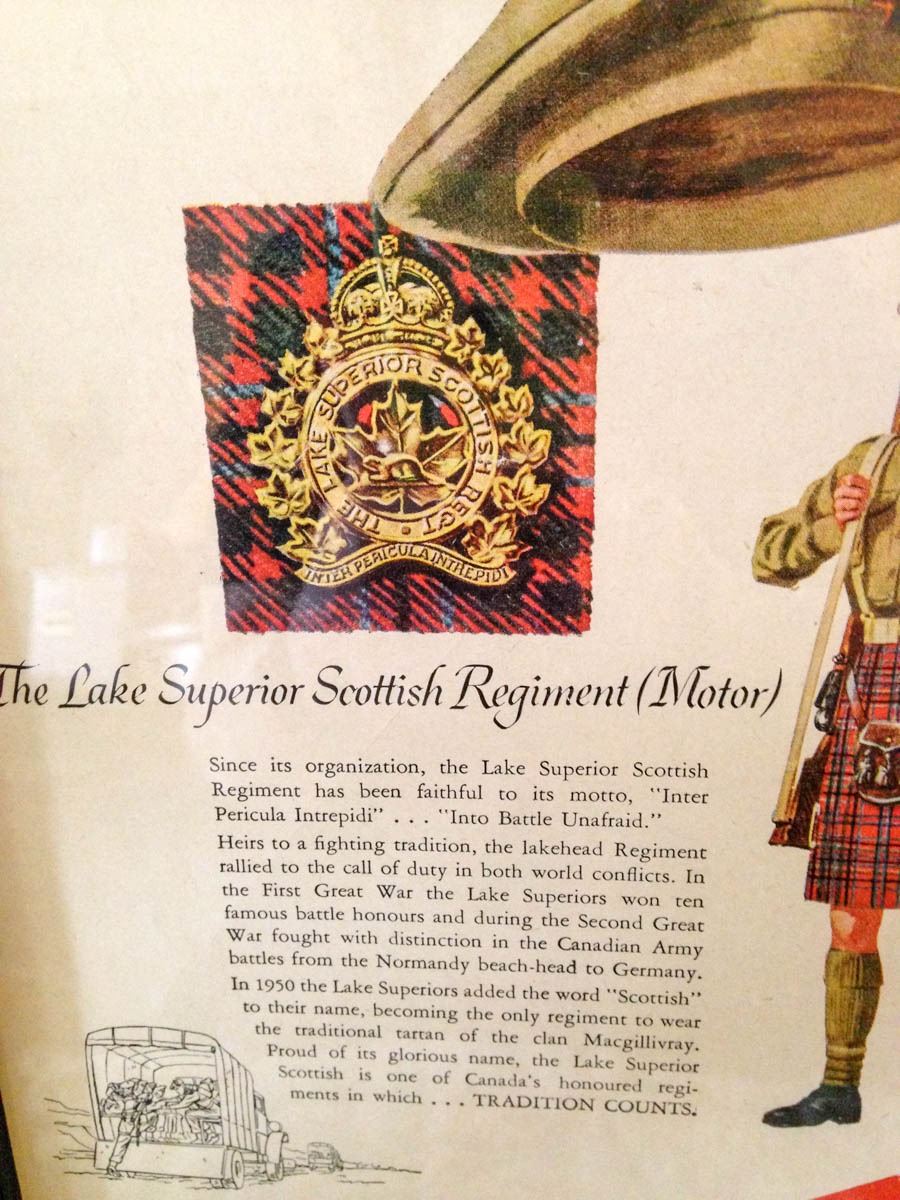 THE LAKE SUPERIOR SCOTTISH REGT
INTER PERICULA INTREPIDI
The Lake Superior Scottish Regiment (Motor)
Since its organization, the Lake Superior Scottish
Regiment has been faithful to its motto, "Inter
Pericula Intrepidi" . . . "Into Battle Unafraid."
Heirs to a fighting tradition, the lakehead Regiment
rallied to the call of duty in both world conflicts. In
the First Great War the Lake Superiors won ten
famous battle honours and during the Second Great
War fought with distinction in the Canadian Army
battles from the Normandy beach-head to Germany.
In 1950 the Lake Superiors added the word "Scottish"
to their name, becoming the only regiment to wear
the traditional tartan of the clan Macgillivray.
Proud of its glorious name, the Lake Superior
Scottish is one of Canada's honoured regi-
ments in which . . . TRADITION COUNTS.